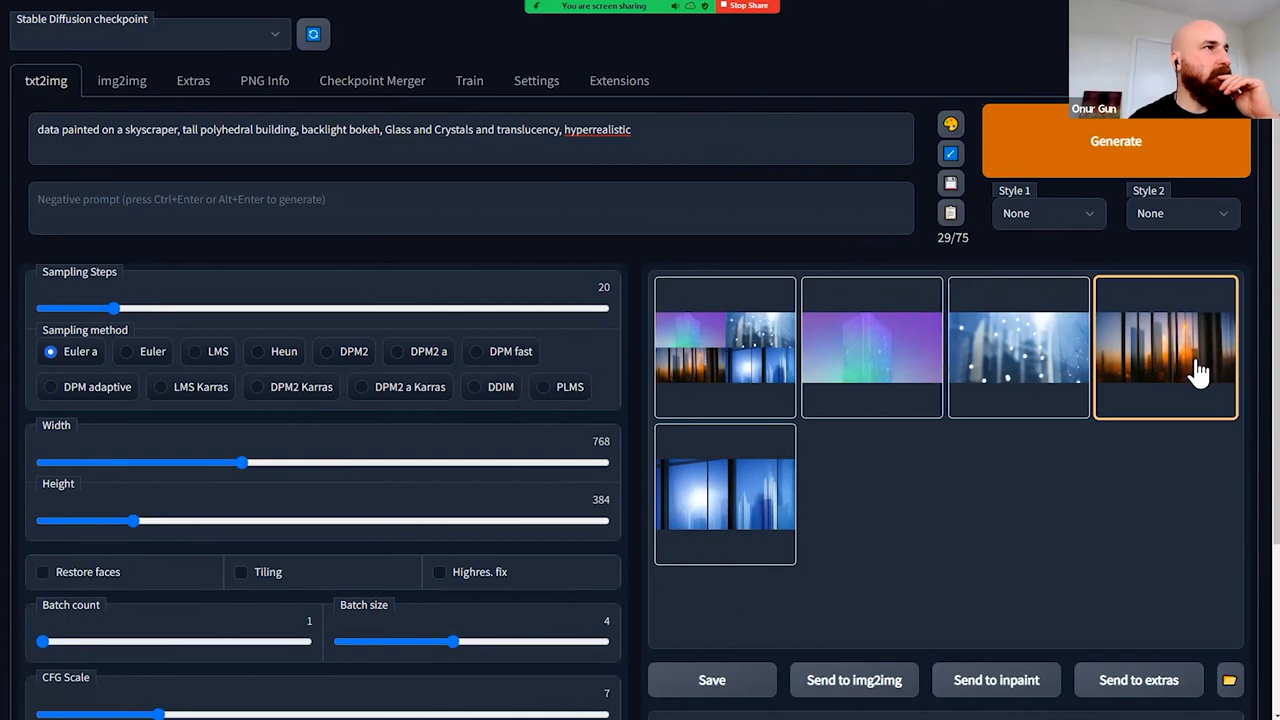 You are screen sharing
Stop Share
Stable Diffusion checkpoint
txt2img
img2img
Extras
PNG Info
Checkpoint Merger
Train
Settings
Extensions
Onur Gun
data painted on a skyscraper, tall polyhedral building, backlight bokeh, Glass and Crystals and translucency, hyperrealistic
Generate
Negative prompt (press Ctrl+Enter or Alt+Enter to generate)
Style 1
Style 2
None
None
29/75
Sampling Steps
20
Sampling method
Euler a
Euler
LMS
Heun
DPM2
DPM2 a
DPM fast
DPM adaptive
LMS Karras
DPM2 Karras
DPM2 a Karras
DDIM
PLMS
Width
768
Height
384
Restore faces
Tiling
Highres. fix
Batch count
1
Batch size
4
CFG Scale
7
Save
Send to img2img
Send to inpaint
Send to extras